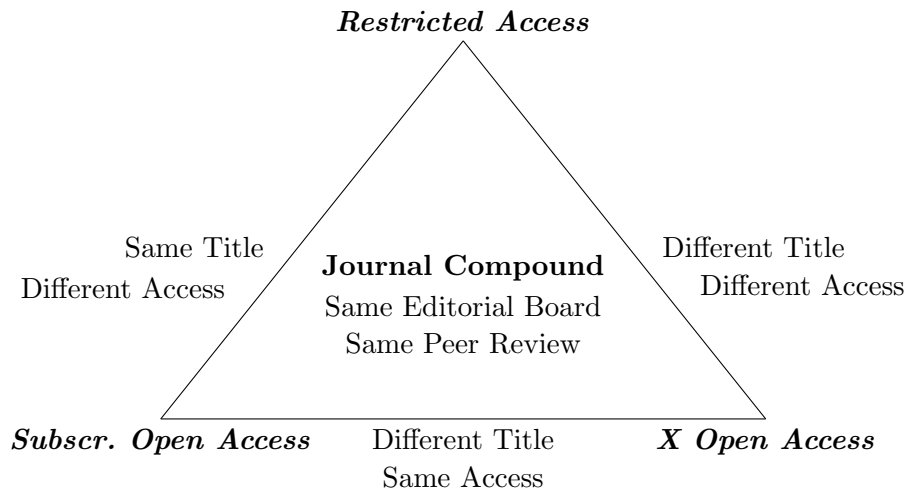 Restricted Access
Same Title
Different Access
Journal Compound
Same Editorial Board
Same Peer Review
Different Title
Different Access
Subscr. Open Access
Different Title
Same Access
X Open Access